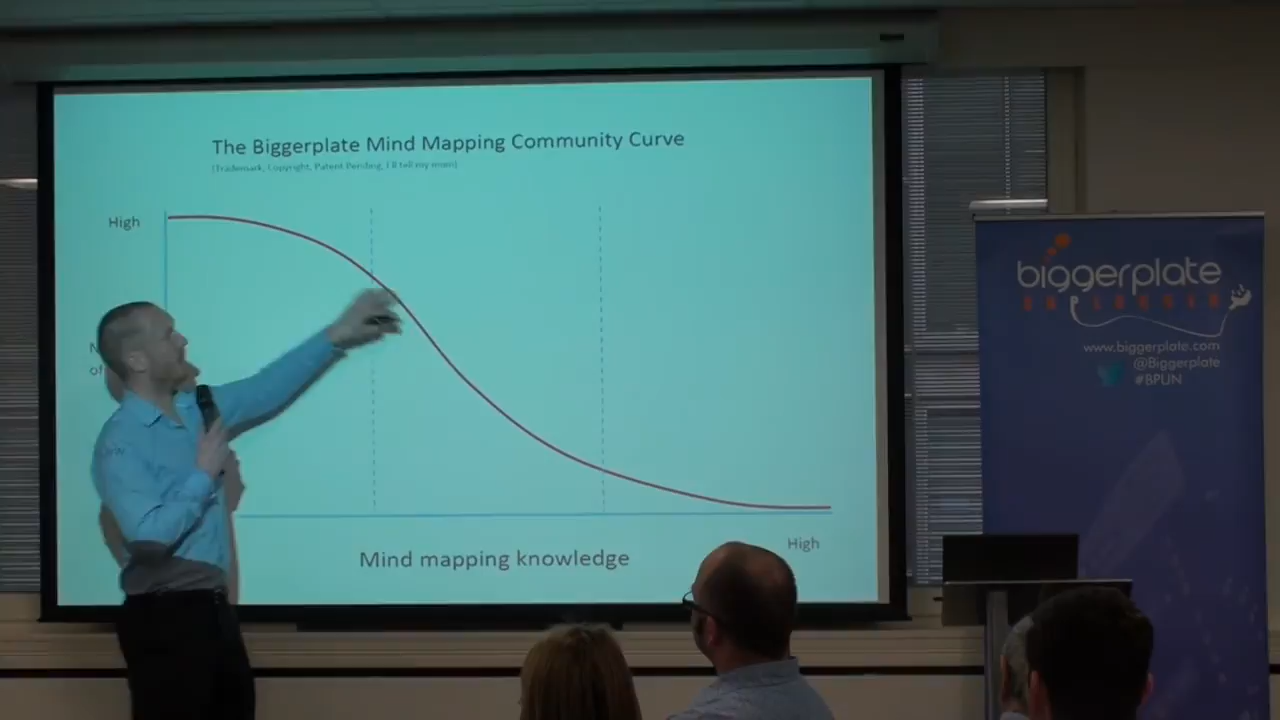 The Biggerplate Mind Mapping Community Curve
(Trademark, Copyright, Patent Pending, I'll tell my mum)
High
of
Mind mapping knowledge
High
biggerplate
www.biggerplate.com
@Biggerplate
#BPUN